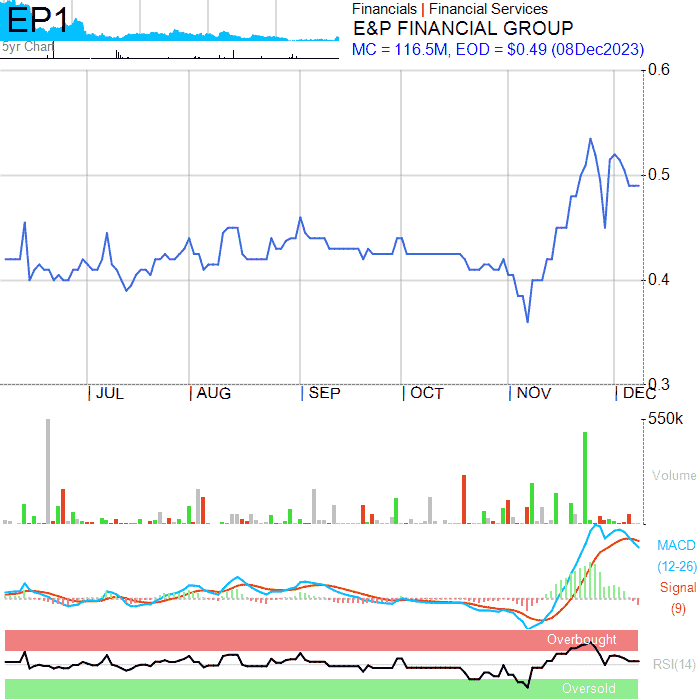 EP1
5yr Chart
Financials | Financial Services
E&P FINANCIAL GROUP
MC = 116.5M, EOD = $0.49 (08Dec2023)
0.6
0.5
0.4
0.3
JUL AUG SEP OCT NOV DEC
550k
Volume
MACD
(12-26)
Signal
(9)
Overbought
RSI(14)
Oversold